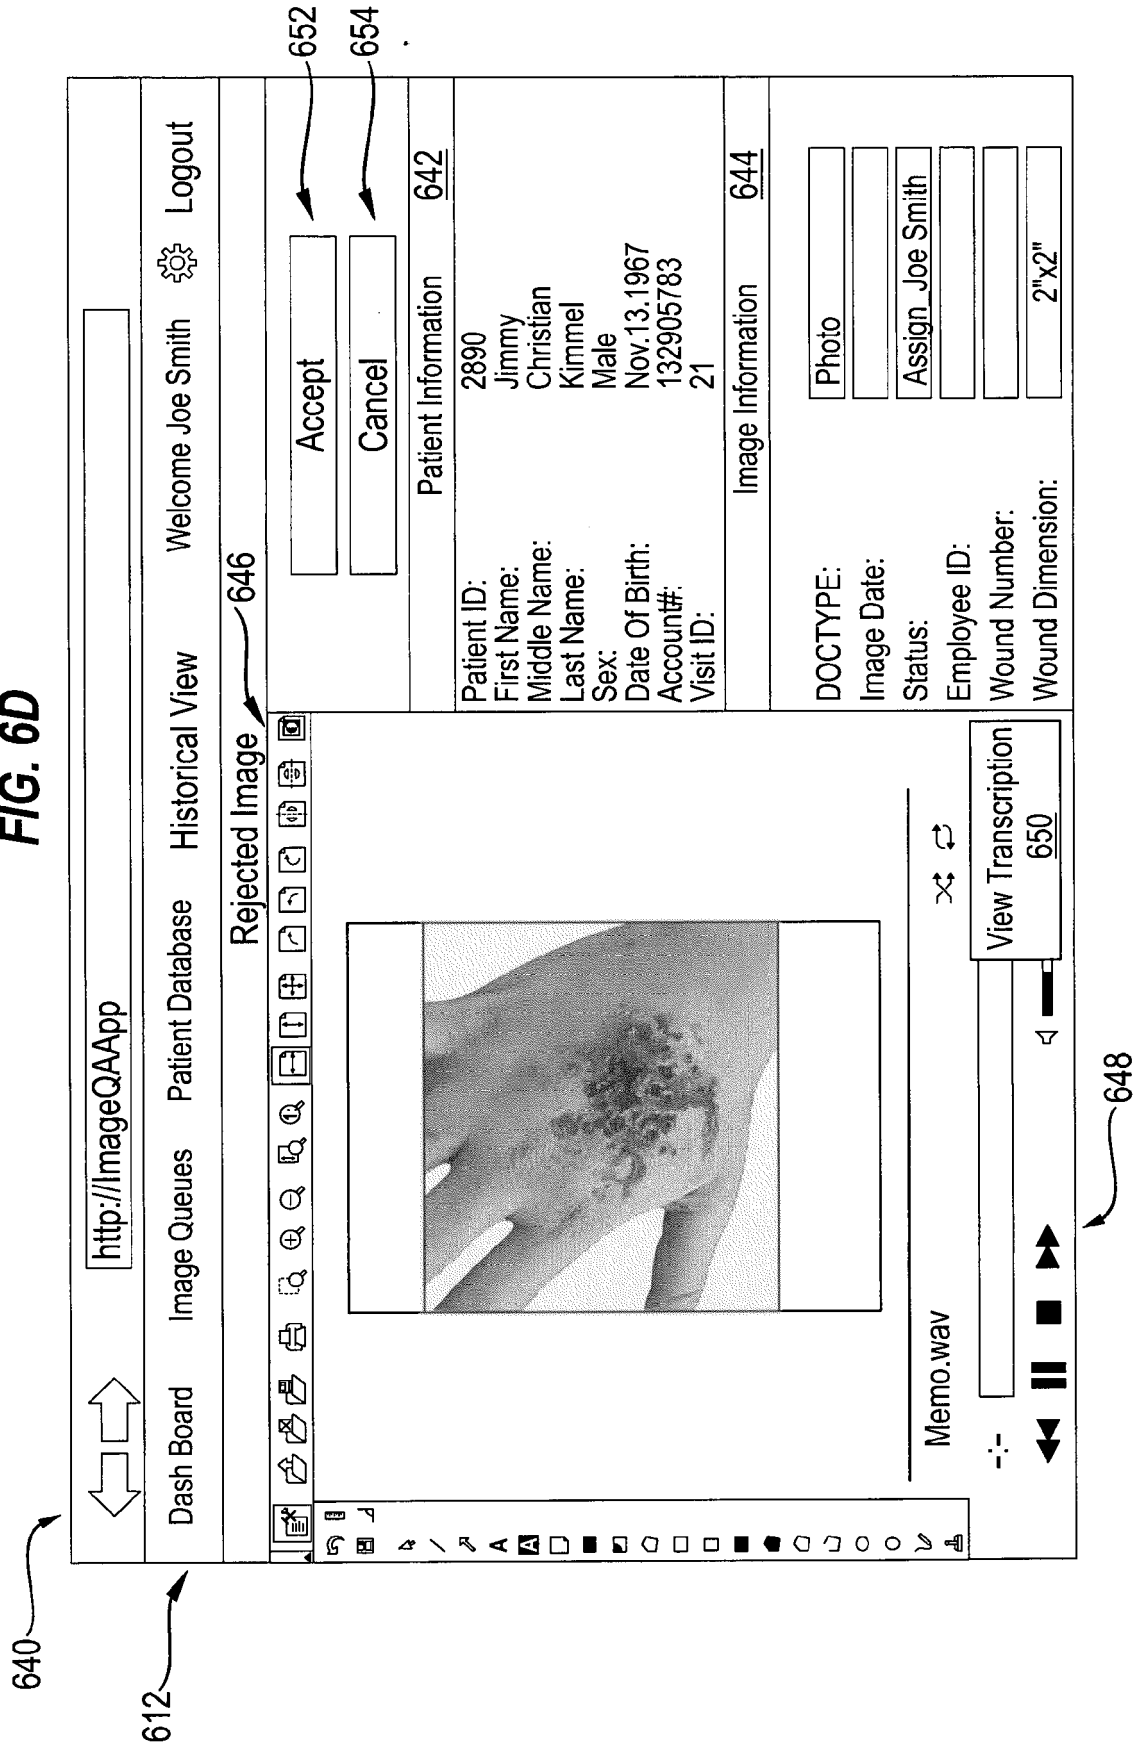 FIG. 6D
640
http://ImageQAApp
612
Dash Board Image Queues Patient Database Historical View Welcome Joe Smith Logout
Rejected Image
646
Accept
652
Cancel
654
Patient Information 642
Patient ID: 2890
First Name: Jimmy
Middle Name: Christian
Last Name: Kimmel
Sex: Male
Date Of Birth: Nov.13.1967
Account#: 132905783
Visit ID: 21
Image Information 644
DOCTYPE: Photo
Image Date:
Status: Assign_Joe Smith
Employee ID:
Wound Number:
Wound Dimension: 2"x2"
A
A
Memo.wav
-:-
View Transcription
650
648